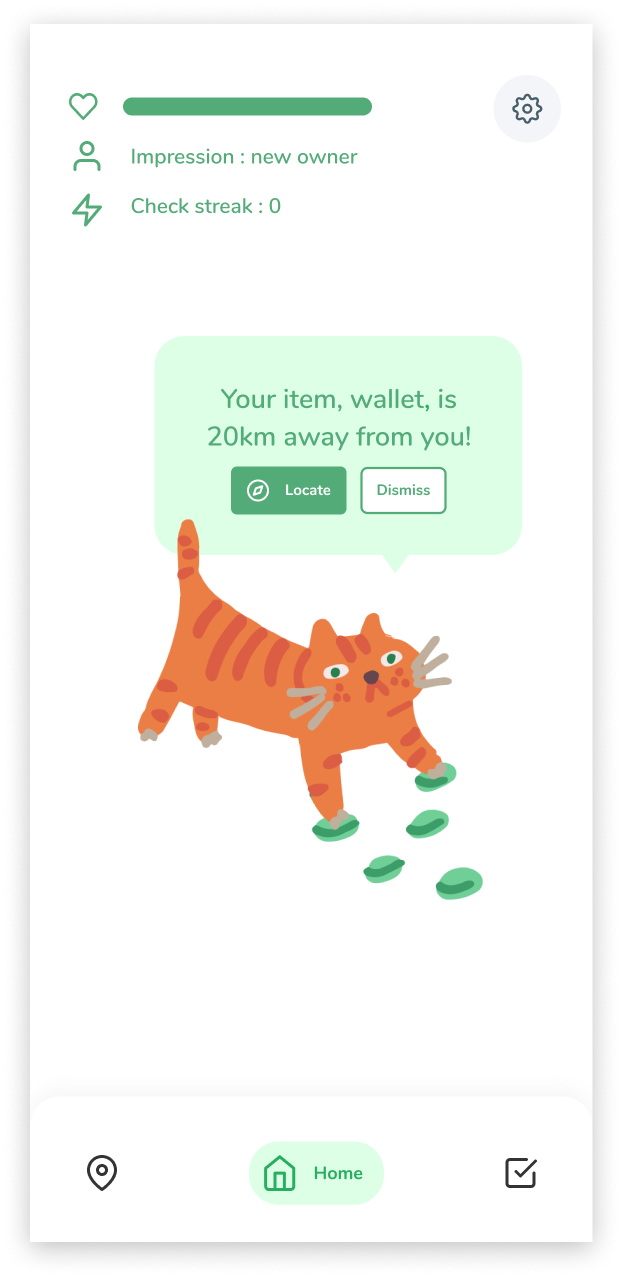 Impression : new owner
Check streak : 0
Your item, wallet, is
20km away from you!
Locate
Dismiss
Home